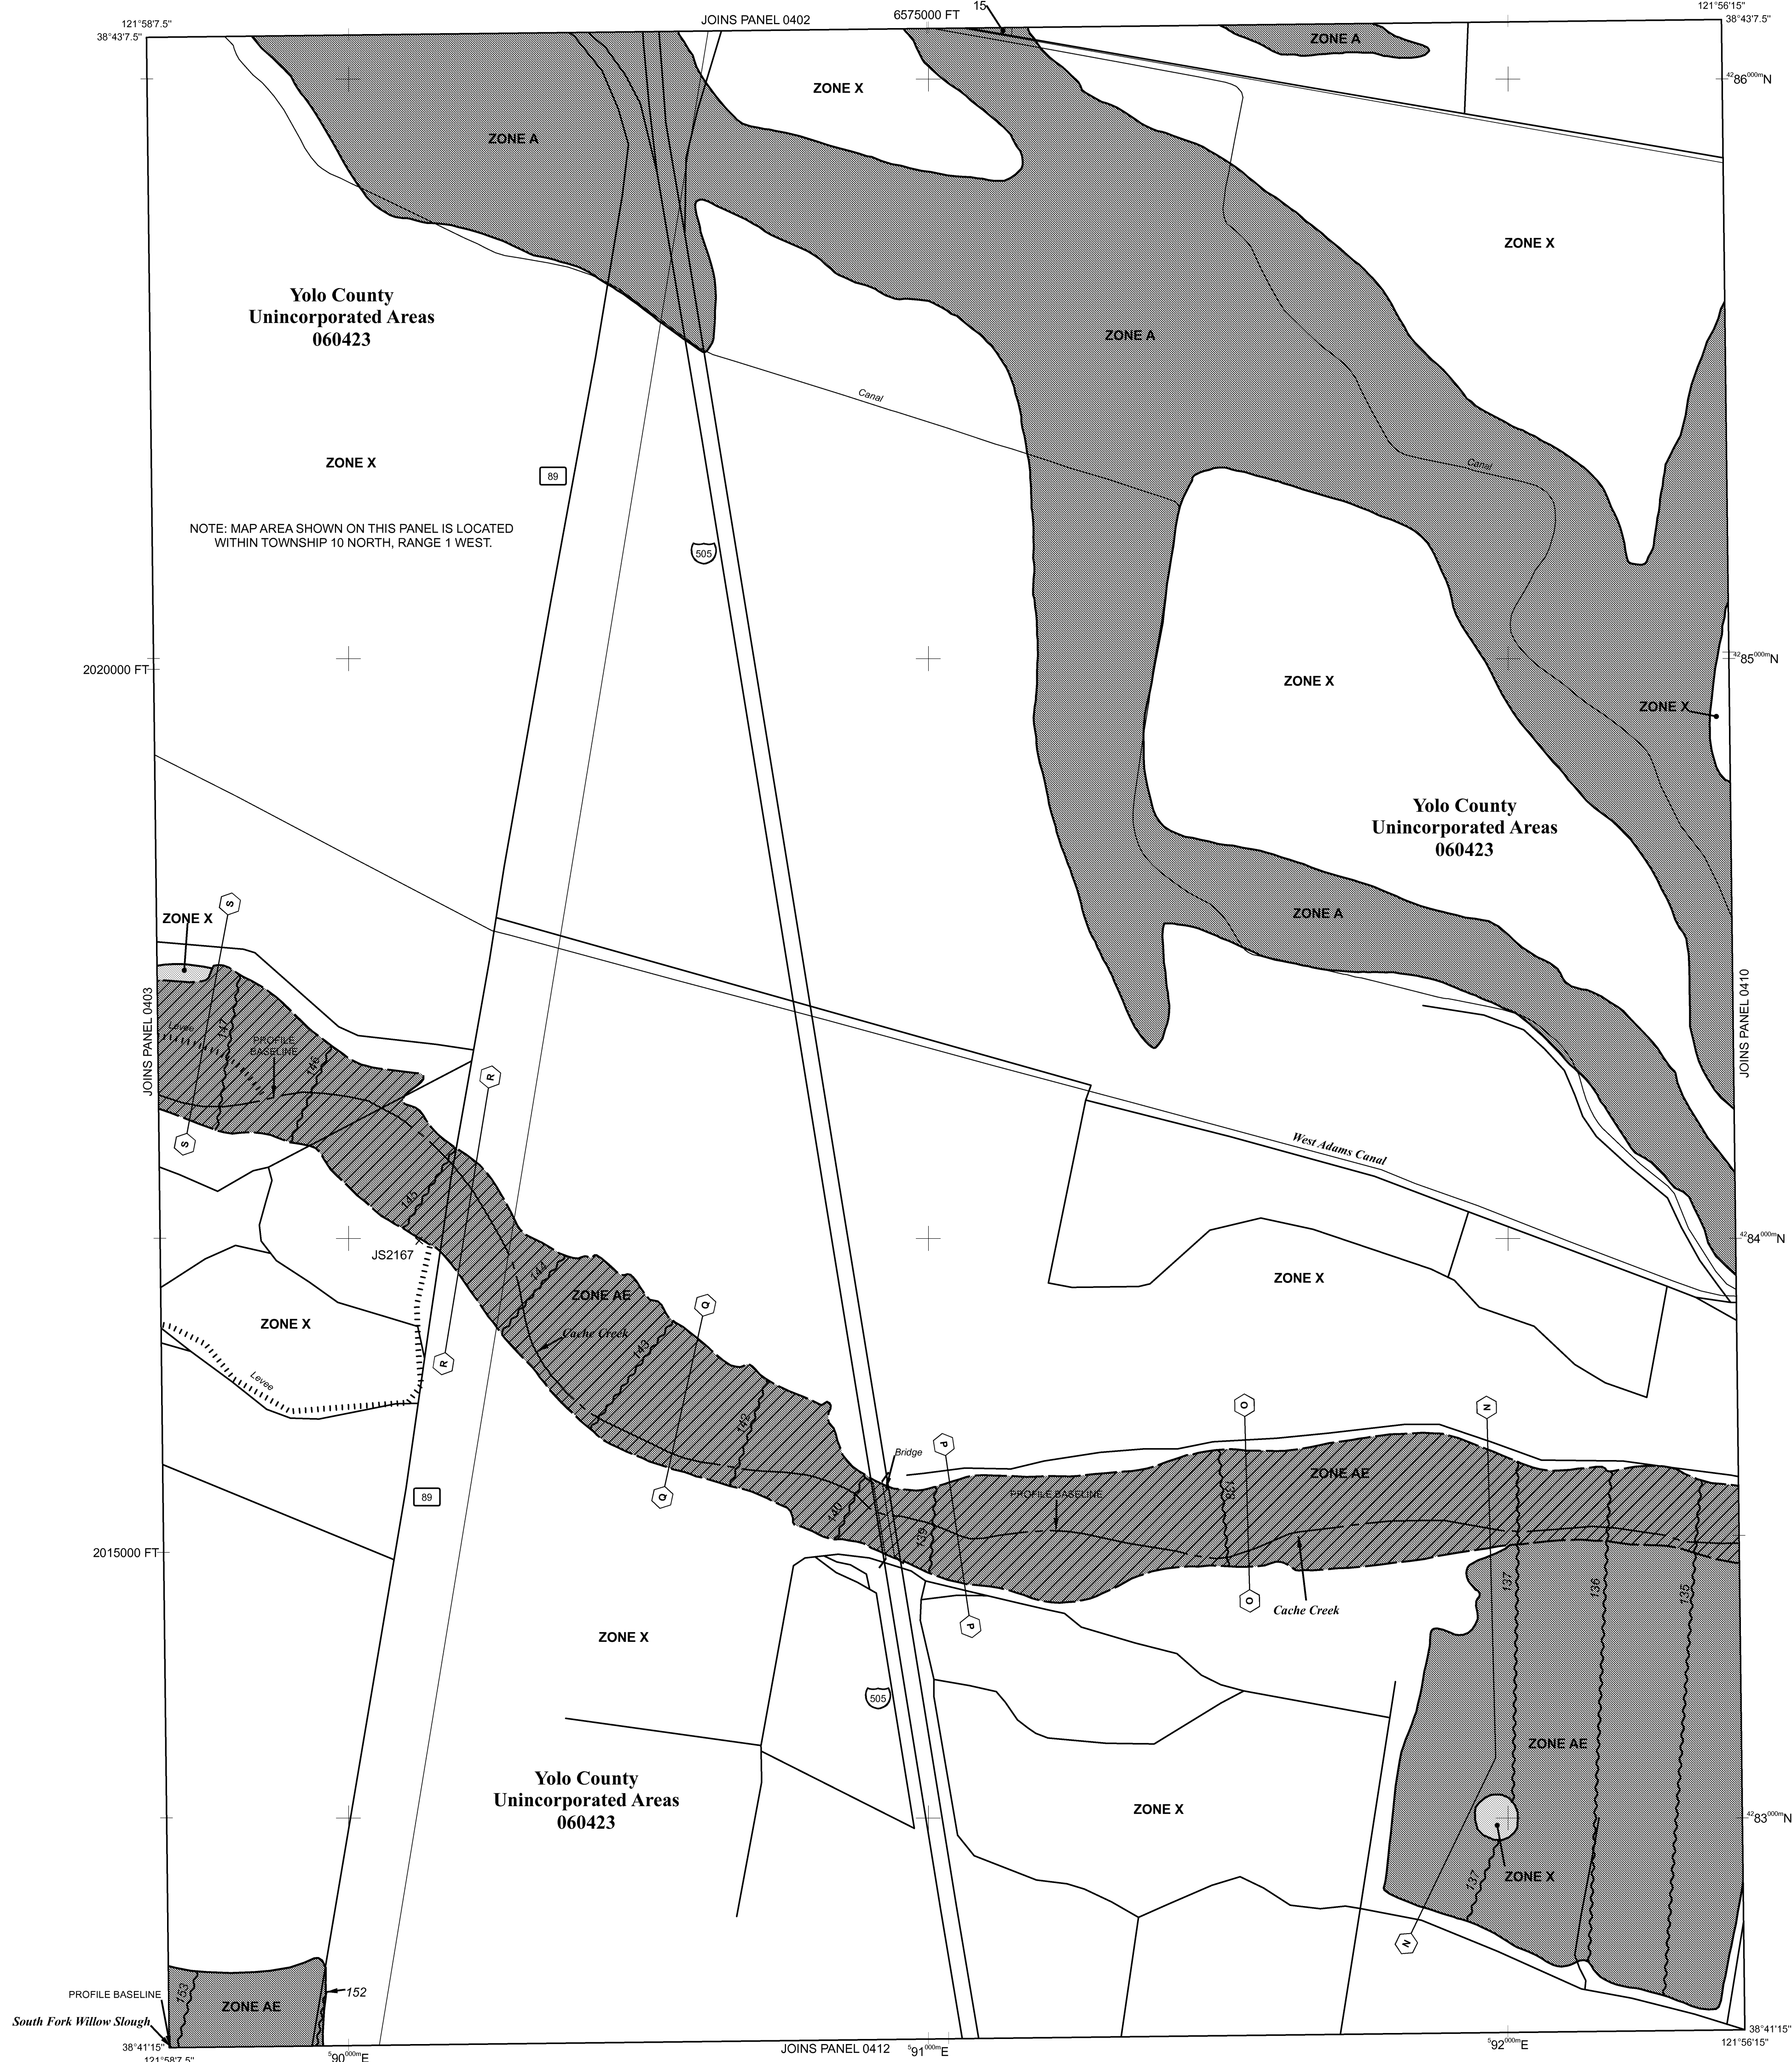 121°58'7.5"
38°43'7.5"
JOINS PANEL 0402
6575000 FT
15
121°56'15"
38°43'7.5"
ZONE A
4286000mN
ZONE X
ZONE A
ZONE X
Yolo County
Unincorporated Areas
060423
ZONE A
Canal
ZONE X
89
Canal
NOTE: MAP AREA SHOWN ON THIS PANEL IS LOCATED
WITHIN TOWNSHIP 10 NORTH, RANGE 1 WEST.
505
2020000 FT
4285000mN
ZONE X
ZONE X
Yolo County
Unincorporated Areas
060423
S
ZONE X
ZONE A
JOINS PANEL 0403
JOINS PANEL 0410
Levee
147
PROFILE
BASELINE
146
R
S
West Adams Canal
145
JS2167
4284000mN
144
ZONE X
ZONE AE
Q
ZONE X
Cache Creek
143
R
Levee
O
N
142
P
Bridge
ZONE AE
89
Q
PROFILE BASELINE
138
140
139
2015000 FT
137
136
135
O
Cache Creek
P
ZONE X
505
ZONE AE
Yolo County
Unincorporated Areas
060423
ZONE X
4283000mN
137
ZONE X
N
153
PROFILE BASELINE
152
ZONE AE
South Fork Willow Slough
38°41'15"
121°58'7.5"
590000mE
JOINS PANEL 0412
591000mE
592000mE
38°41'15"
121°56'15"